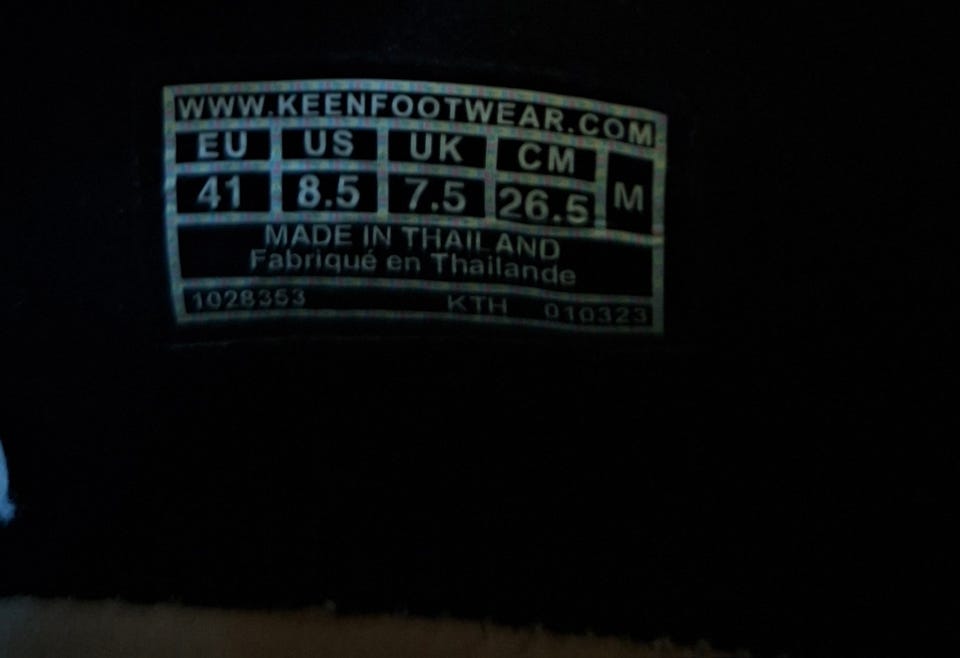 WWW.KEENFOOTWEAR.COM
EU US UK CM
41 8.5 7.5 26.5 M
MADE IN THAILAND
Fabriqué en Thaïlande
1028353 KTH 010323